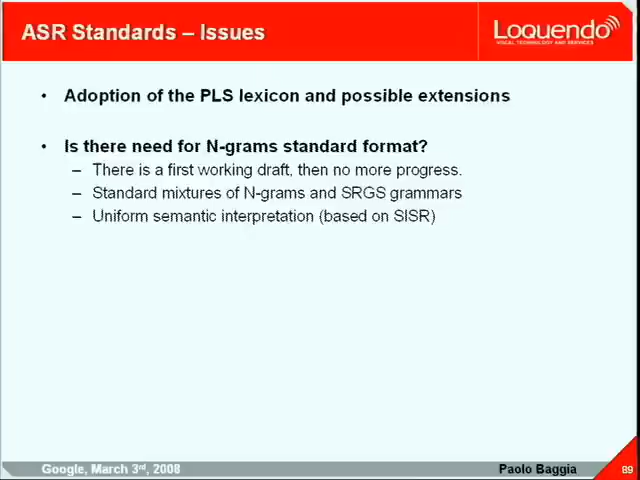 ASR Standards – Issues
Loquendo
VOCAL TECHNOLOGY AND SERVICES
• Adoption of the PLS lexicon and possible extensions
• Is there need for N-grams standard format?
– There is a first working draft, then no more progress.
– Standard mixtures of N-grams and SRGS grammars
– Uniform semantic interpretation (based on SISR)
Google, March 3rd, 2008
Paolo Baggia
89